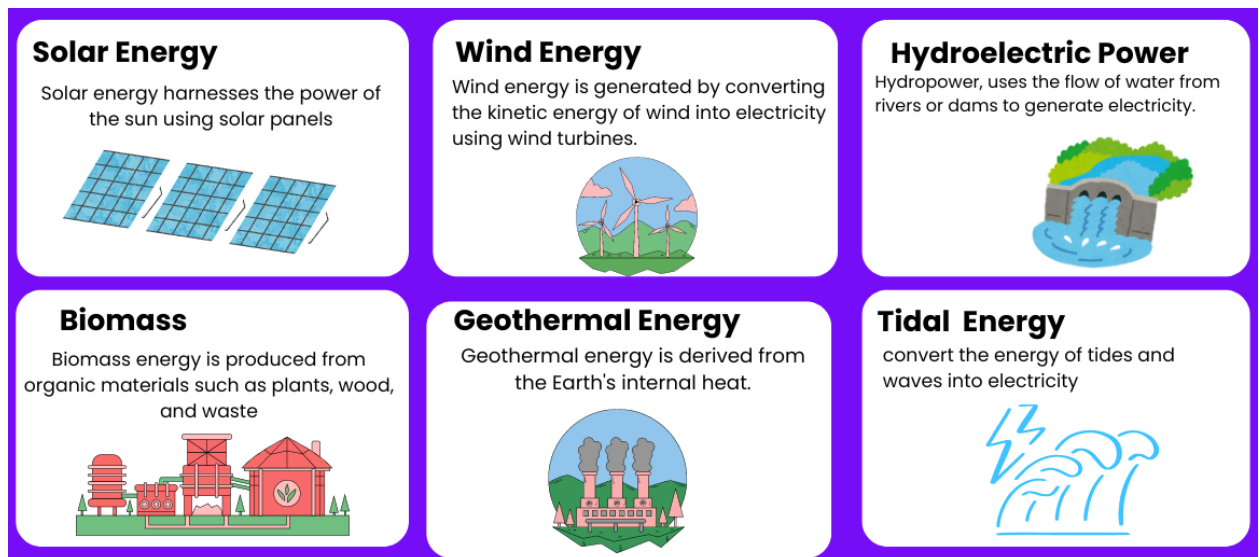 Solar Energy
Solar energy harnesses the power of
the sun using solar panels
Wind Energy
Wind energy is generated by converting
the kinetic energy of wind into electricity
using wind turbines.
Hydroelectric Power
Hydropower, uses the flow of water from
rivers or dams to generate electricity.
Biomass
Biomass energy is produced from
organic materials such as plants, wood,
and waste
Geothermal Energy
Geothermal energy is derived from
the Earth's internal heat.
Tidal Energy
convert the energy of tides and
waves into electricity